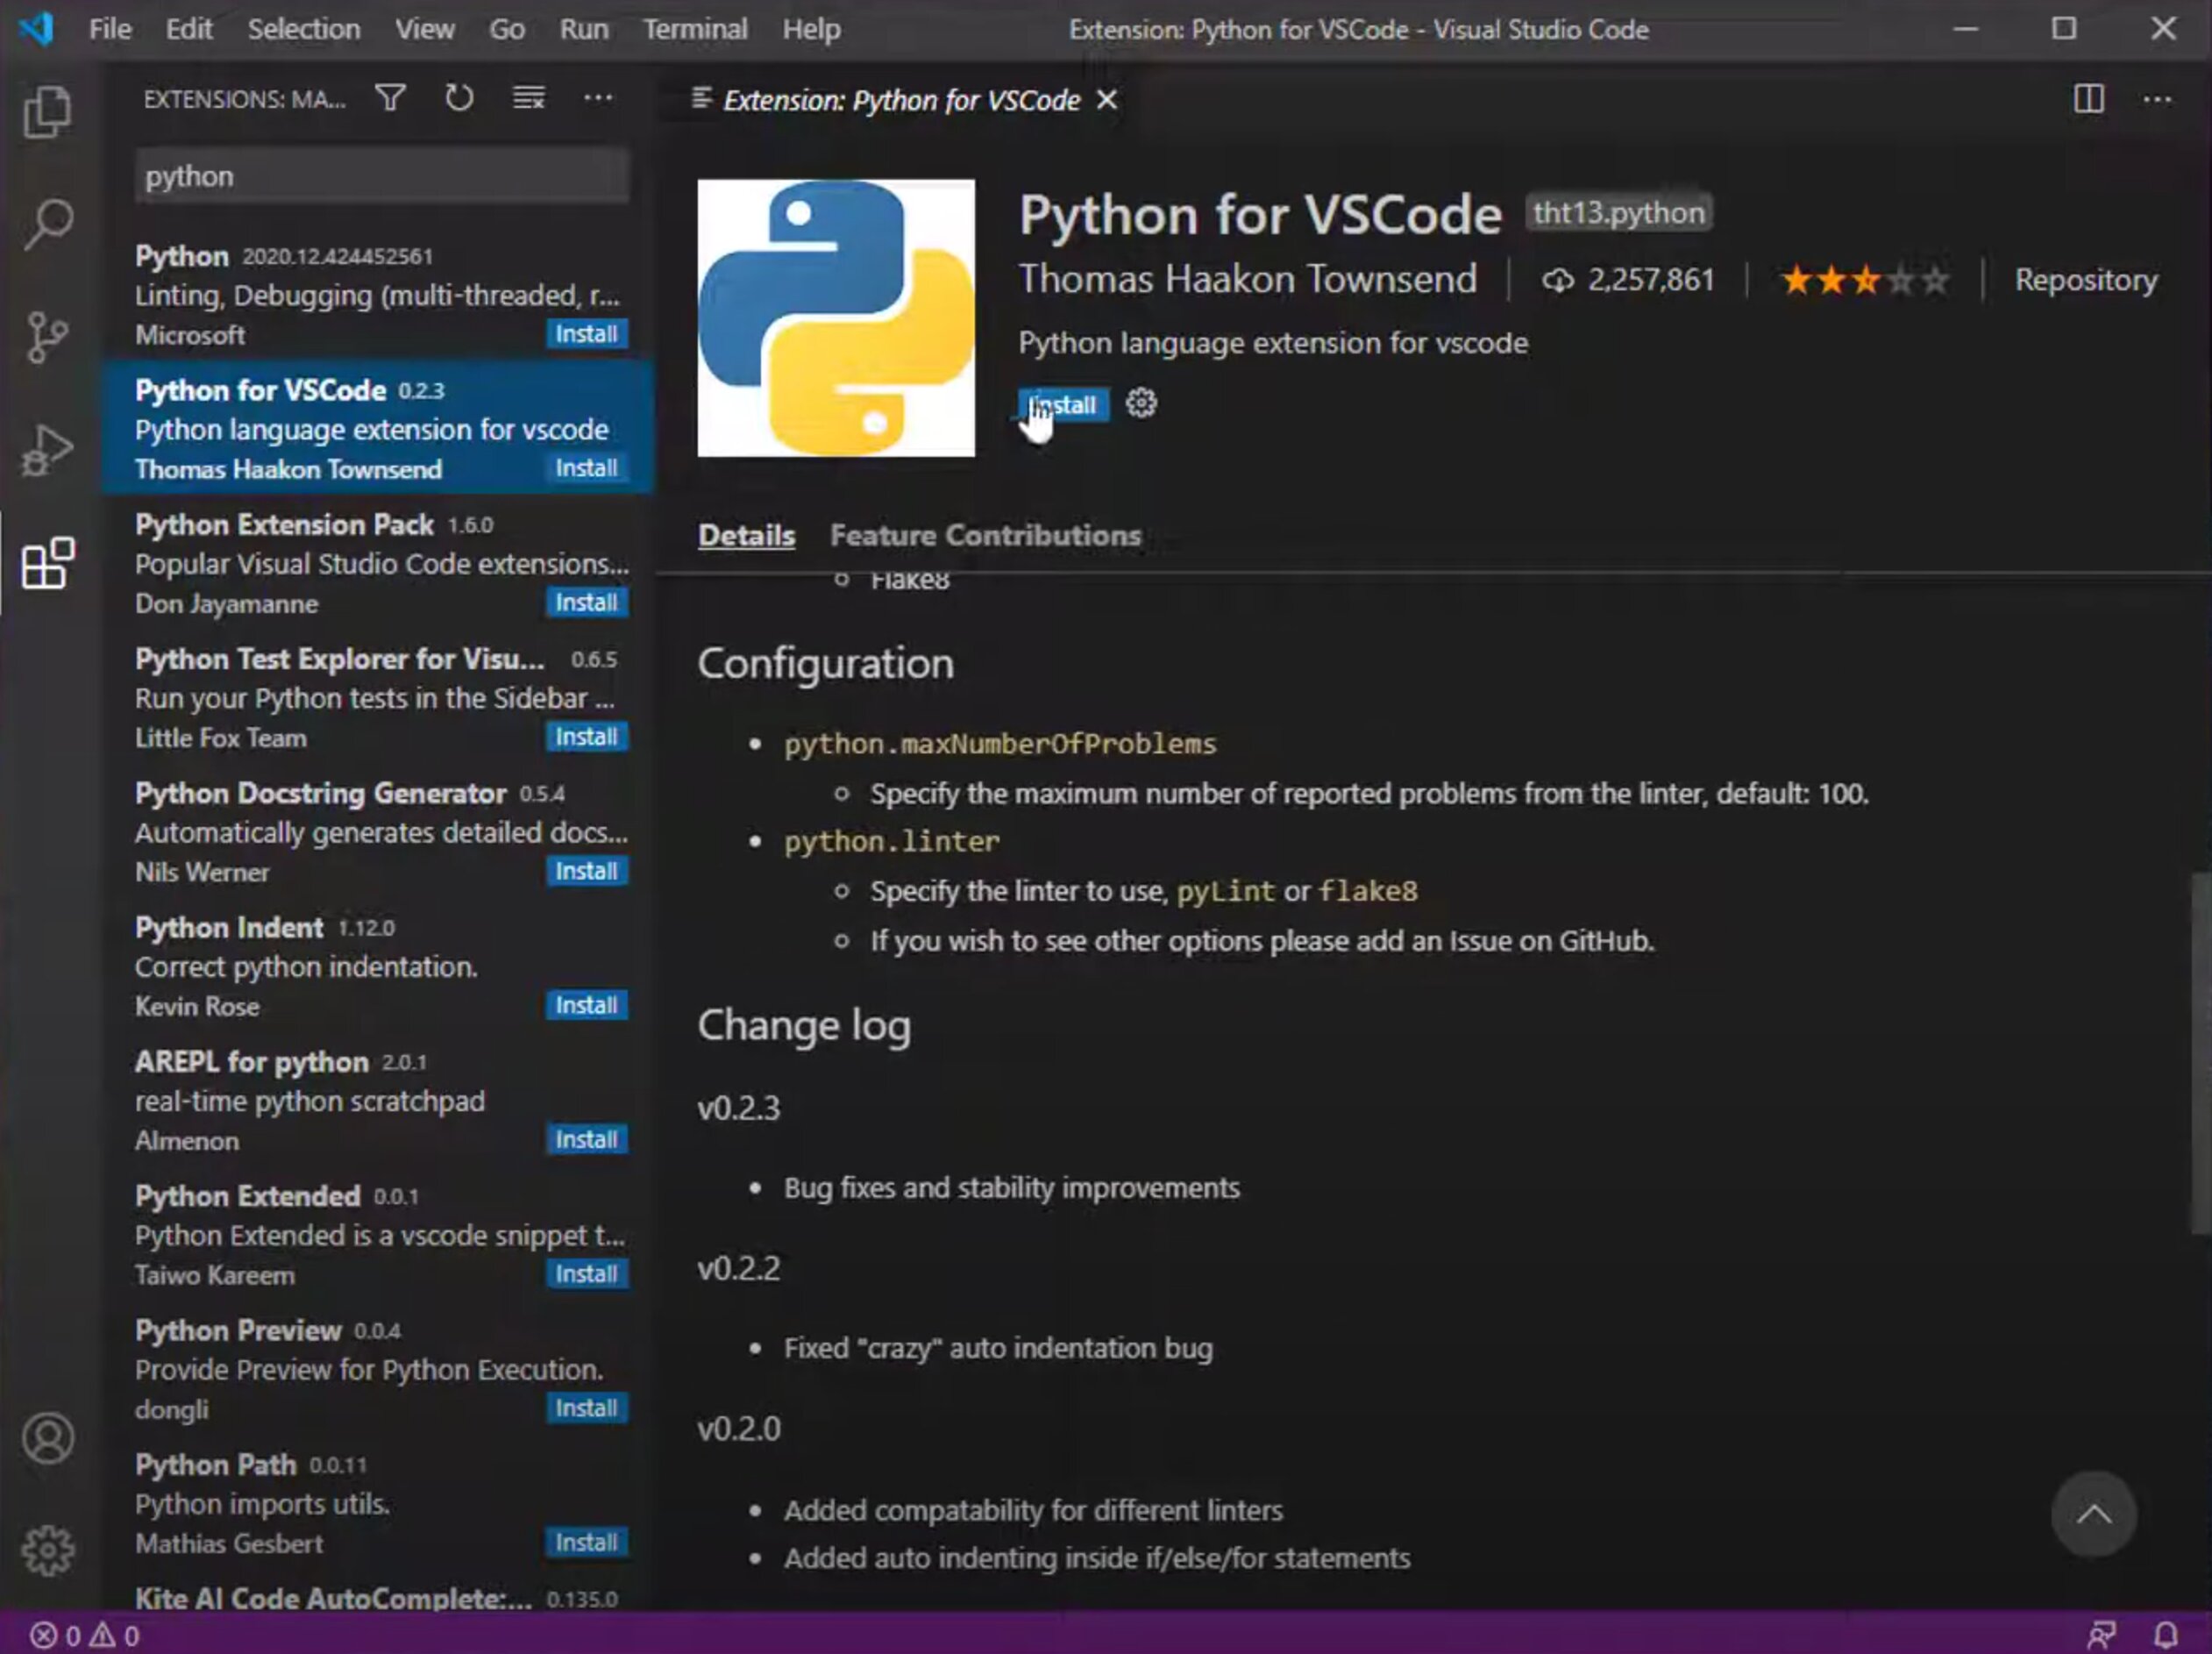 File Edit Selection View Go Run Terminal Help
Extension: Python for VSCode - Visual Studio Code
EXTENSIONS: MA...
python
Python 2020.12.424452561
Linting, Debugging (multi-threaded, r...
Microsoft Install
Python for VSCode 0.2.3
Python language extension for vscode
Thomas Haakon Townsend Install
Python Extension Pack 1.6.0
Popular Visual Studio Code extensions...
Don Jayamanne Install
Python Test Explorer for Visu... 0.6.5
Run your Python tests in the Sidebar ...
Little Fox Team Install
Python Docstring Generator 0.5.4
Automatically generates detailed docs...
Nils Werner Install
Python Indent 1.12.0
Correct python indentation.
Kevin Rose Install
AREPL for python 2.0.1
real-time python scratchpad
Almenon Install
Python Extended 0.0.1
Python Extended is a vscode snippet t...
Taiwo Kareem Install
Python Preview 0.0.4
Provide Preview for Python Execution.
dongli Install
Python Path 0.0.11
Python imports utils.
Mathias Gesbert Install
Kite AI Code AutoComplete:... 0.135.0
Extension: Python for VSCode
Python for VSCode tht13.python
Thomas Haakon Townsend 2,257,861 Repository
Python language extension for vscode
Install
Details Feature Contributions
Flake8
Configuration
python.maxNumberOfProblems
Specify the maximum number of reported problems from the linter, default: 100.
python.linter
Specify the linter to use, pyLint or flake8
If you wish to see other options please add an Issue on GitHub.
Change log
v0.2.3
Bug fixes and stability improvements
v0.2.2
Fixed "crazy" auto indentation bug
v0.2.0
Added compatability for different linters
Added auto indenting inside if/else/for statements
0 0